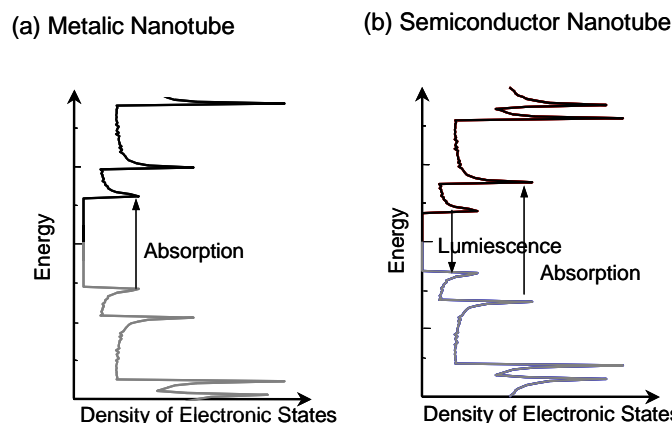 (a) Metalic Nanotube
(b) Semiconductor Nanotube
Energy
Absorption
Density of Electronic States
Energy
Lumiescence
Absorption
Density of Electronic States